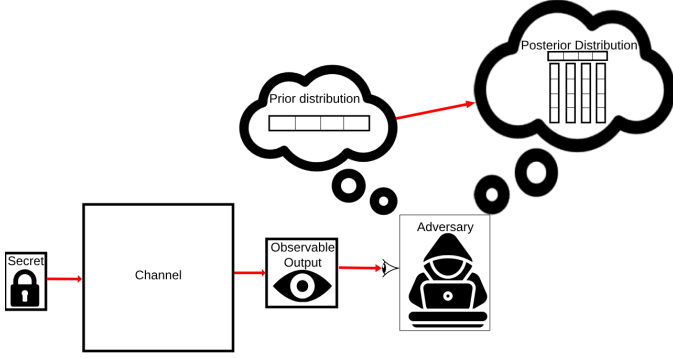 Posterior Distribution
Prior distribution
Adversary
Observable
Output
Secret
Channel